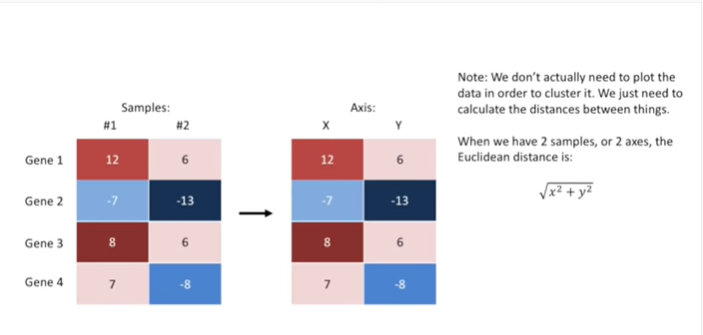 Note: We don't actually need to plot the
data in order to cluster it. We just need to
calculate the distances between things.
When we have 2 samples, or 2 axes, the
Euclidean distance is:
√x² + y²
Samples:
#1 #2
Gene 1 12 6
Gene 2 -7 -13
Gene 3 8 6
Gene 4 7 -8
Axis:
X Y
12 6
-7 -13
8 6
7 -8